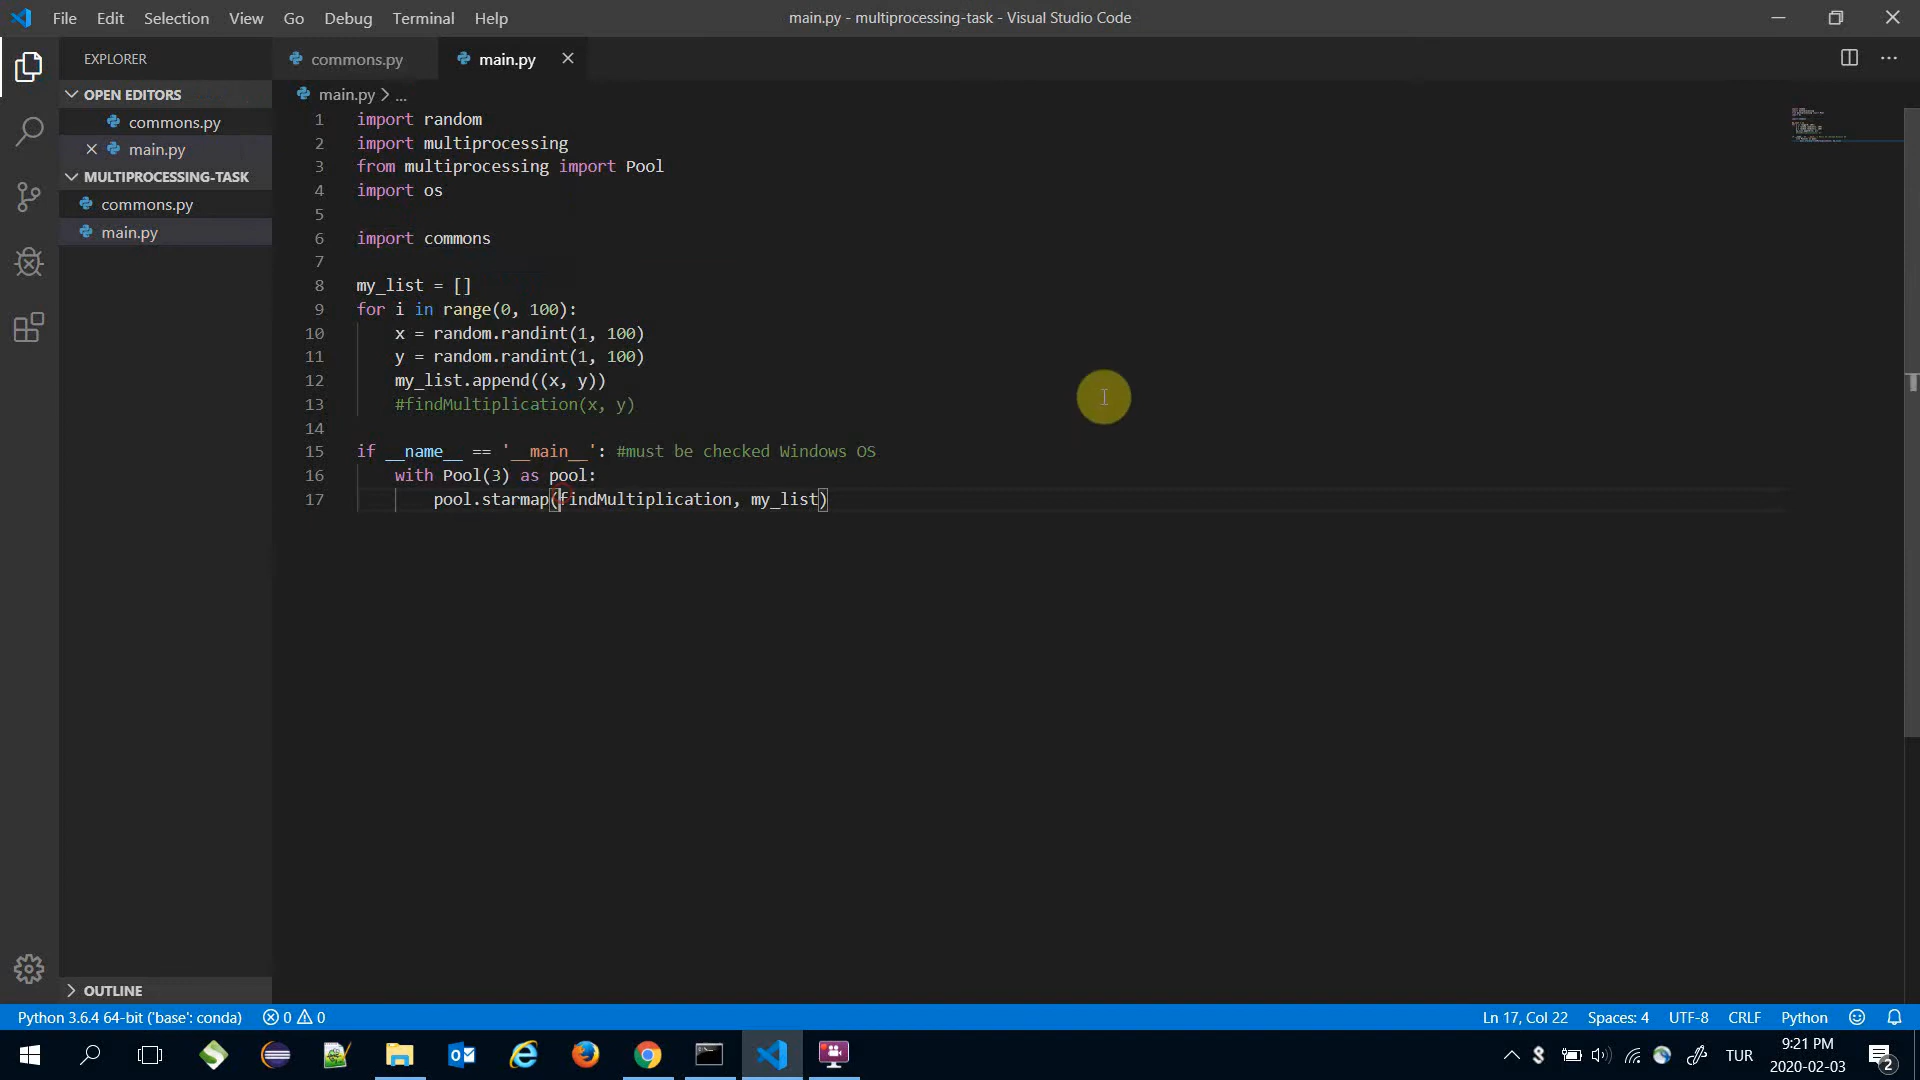 File Edit Selection View Go Debug Terminal Help
main.py - multiprocessing-task - Visual Studio Code
EXPLORER
OPEN EDITORS
commons.py
main.py
MULTIPROCESSING-TASK
commons.py
main.py
OUTLINE
commons.py
main.py
main.py > ...
1 import random
2 import multiprocessing
3 from multiprocessing import Pool
4 import os
5
6 import commons
7
8 my_list = []
9 for i in range(0, 100):
10 x = random.randint(1, 100)
11 y = random.randint(1, 100)
12 my_list.append((x, y))
13 #findMultiplication(x, y)
14
15 if __name__ == '__main__': #must be checked Windows OS
16 with Pool(3) as pool:
17 pool.starmap(findMultiplication, my_list)
Python 3.6.4 64-bit ('base': conda) 0 0 Ln 17, Col 22 Spaces: 4 UTF-8 CRLF Python
TUR
9:21 PM
2020-02-03
2